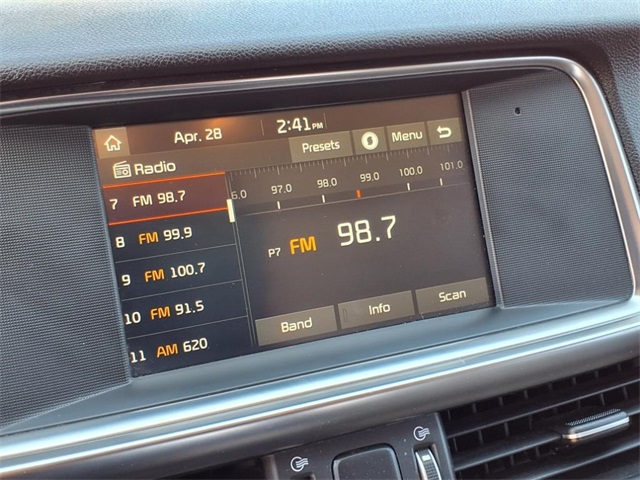 Apr. 28 2:41 PM
Presets Menu
Radio
7 FM 98.7
8 FM 99.9
9 FM 100.7
10 FM 91.5
11 AM 620
6.0 97.0 98.0 99.0 100.0 101.0
P7 FM 98.7
Band Info Scan